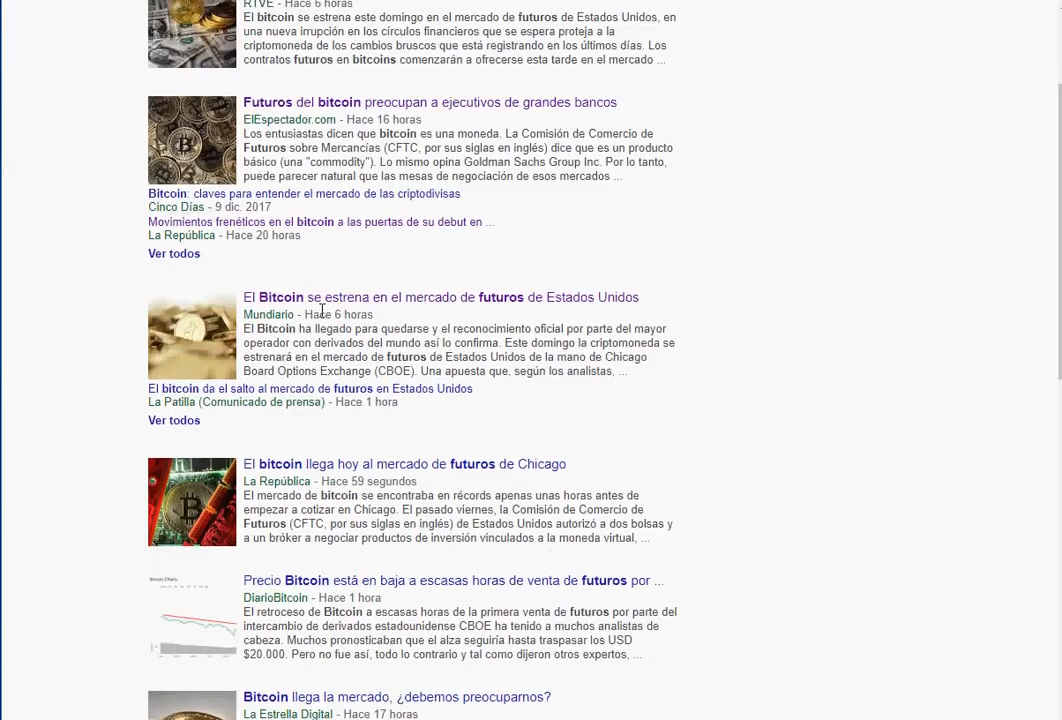 RTVE - Hace 6 horas
El bitcoin se estrena este domingo en el mercado de futuros de Estados Unidos, en
una nueva irrupción en los círculos financieros que se espera proteja a la
criptomoneda de los cambios bruscos que está registrando en los últimos días. Los
contratos futuros en bitcoins comenzarán a ofrecerse esta tarde en el mercado ...
Futuros del bitcoin preocupan a ejecutivos de grandes bancos
ElEspectador.com - Hace 16 horas
Los entusiastas dicen que bitcoin es una moneda. La Comisión de Comercio de
Futuros sobre Mercancías (CFTC, por sus siglas en inglés) dice que es un producto
básico (una "commodity"). Lo mismo opina Goldman Sachs Group Inc. Por lo tanto,
puede parecer natural que las mesas de negociación de esos mercados ...
Bitcoin: claves para entender el mercado de las criptodivisas
Cinco Días - 9 dic. 2017
Movimientos frenéticos en el bitcoin a las puertas de su debut en ...
La República - Hace 20 horas
Ver todos
El Bitcoin se estrena en el mercado de futuros de Estados Unidos
Mundiario - Hace 6 horas
El Bitcoin ha llegado para quedarse y el reconocimiento oficial por parte del mayor
operador con derivados del mundo así lo confirma. Este domingo la criptomoneda se
estrenará en el mercado de futuros de Estados Unidos de la mano de Chicago
Board Options Exchange (CBOE). Una apuesta que, según los analistas, ...
El bitcoin da el salto al mercado de futuros en Estados Unidos
La Patilla (Comunicado de prensa) - Hace 1 hora
Ver todos
El bitcoin llega hoy al mercado de futuros de Chicago
La República - Hace 59 segundos
El mercado de bitcoin se encontraba en récords apenas unas horas antes de
empezar a cotizar en Chicago. El pasado viernes, la Comisión de Comercio de
Futuros (CFTC, por sus siglas en inglés) de Estados Unidos autorizó a dos bolsas y
a un bróker a negociar productos de inversión vinculados a la moneda virtual, ...
Precio Bitcoin está en baja a escasas horas de venta de futuros por ...
DiarioBitcoin - Hace 1 hora
El retroceso de Bitcoin a escasas horas de la primera venta de futuros por parte del
intercambio de derivados estadounidense CBOE ha tenido a muchos analistas de
cabeza. Muchos pronosticaban que el alza seguiría hasta traspasar los USD
$20.000. Pero no fue así, todo lo contrario y tal como dijeron otros expertos, ...
Bitcoin llega la mercado, ¿debemos preocuparnos?
La Estrella Digital - Hace 17 horas